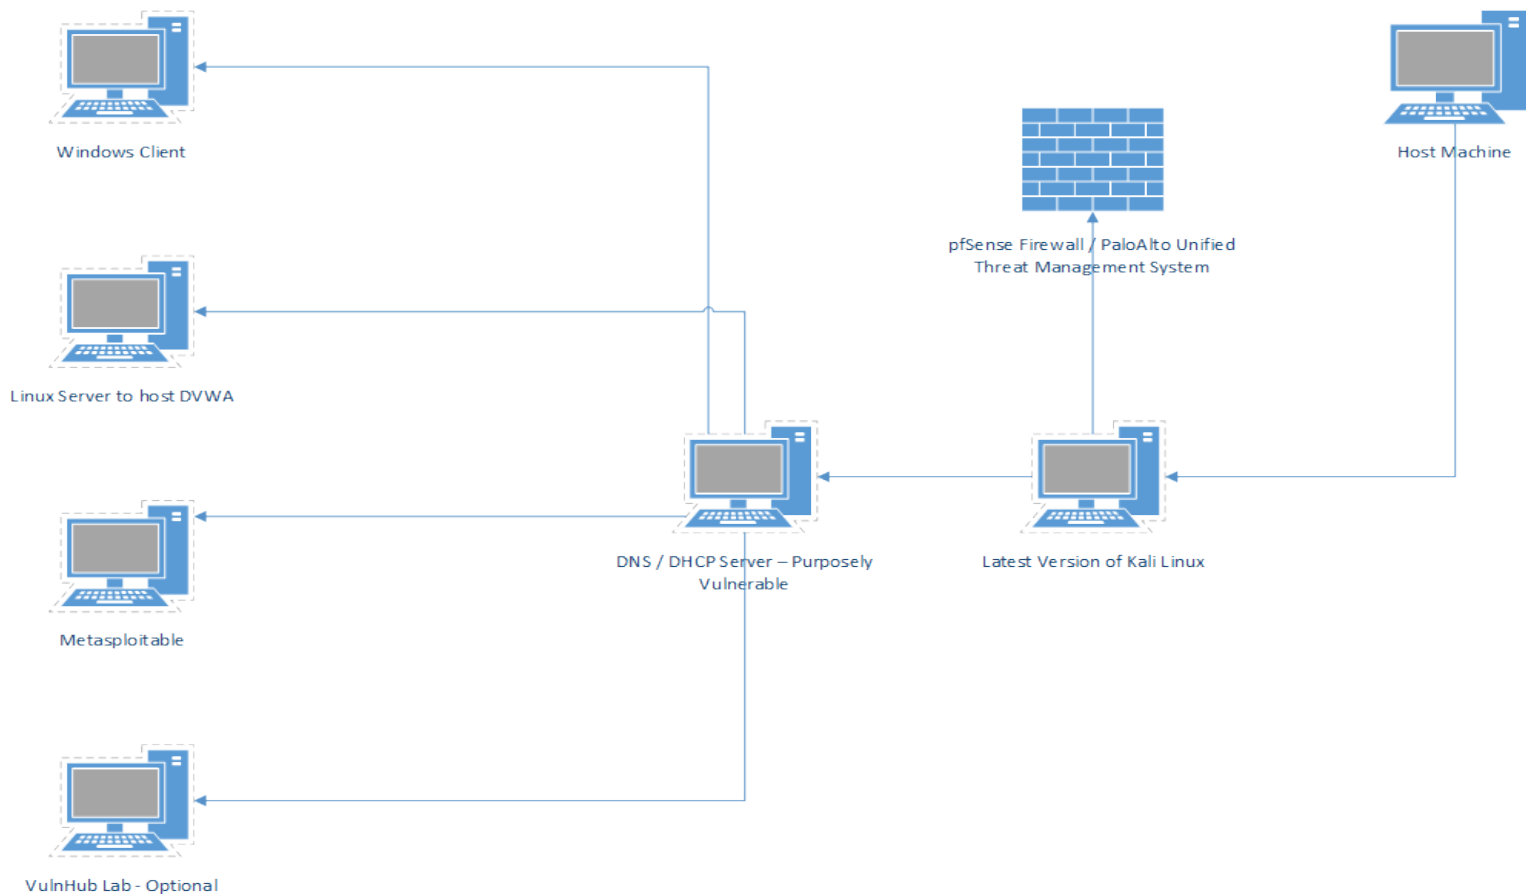 Windows Client
Host Machine
pfSense Firewall / PaloAlto Unified
Threat Management System
Linux Server to host DVWA
DNS / DHCP Server – Purposely
Vulnerable
Latest Version of Kali Linux
Metasploitable
VulnHub Lab - Optional